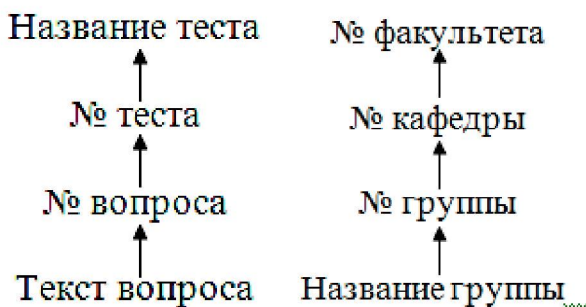 Название теста
№ теста
№ вопроса
Текст вопроса
№ факультета
№ кафедры
№ группы
Название группы